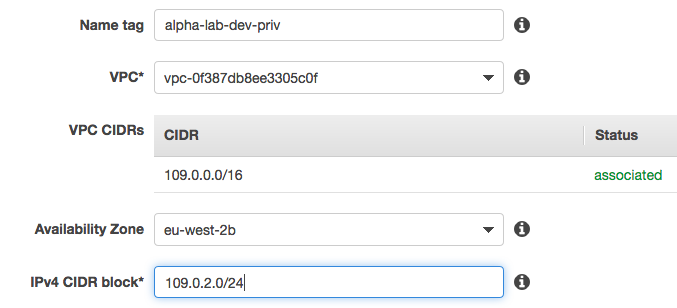 Name tag alpha-lab-dev-priv
VPC* vpc-0f387db8ee3305c0f
VPC CIDRs CIDR Status
109.0.0.0/16 associated
Availability Zone eu-west-2b
IPv4 CIDR block* 109.0.2.0/24